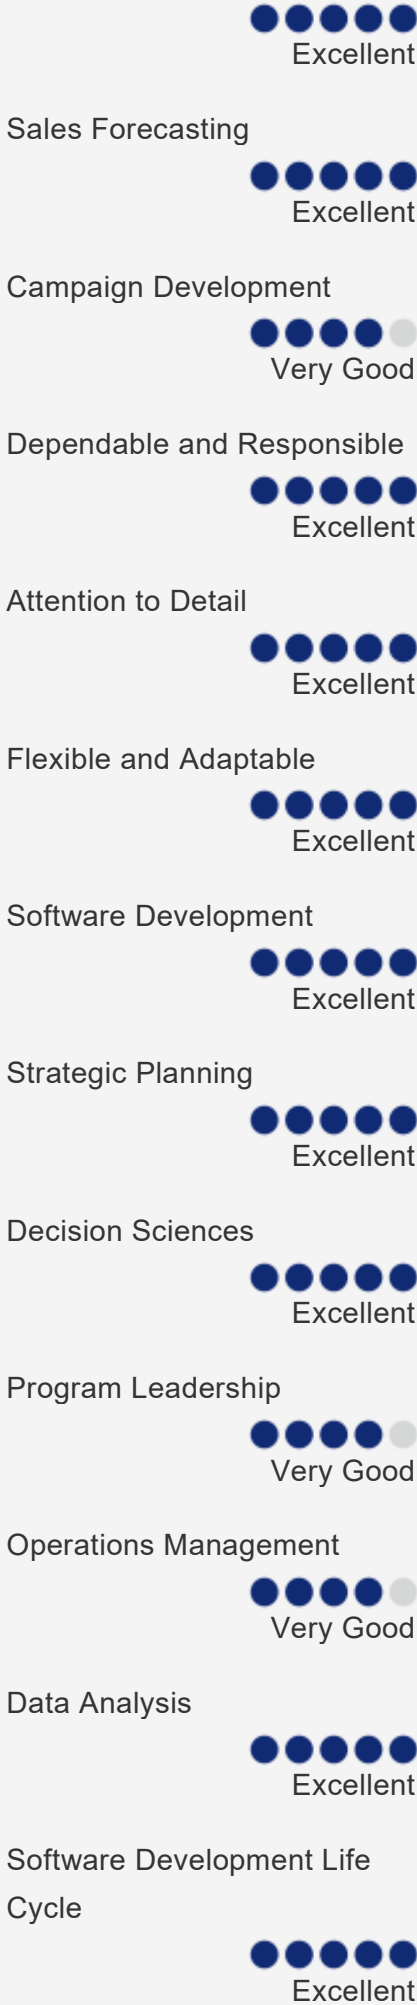 Excellent
Sales Forecasting
Excellent
Campaign Development
Very Good
Dependable and Responsible
Excellent
Attention to Detail
Excellent
Flexible and Adaptable
Excellent
Software Development
Excellent
Strategic Planning
Excellent
Decision Sciences
Excellent
Program Leadership
Very Good
Operations Management
Very Good
Data Analysis
Excellent
Software Development Life
Cycle
Excellent